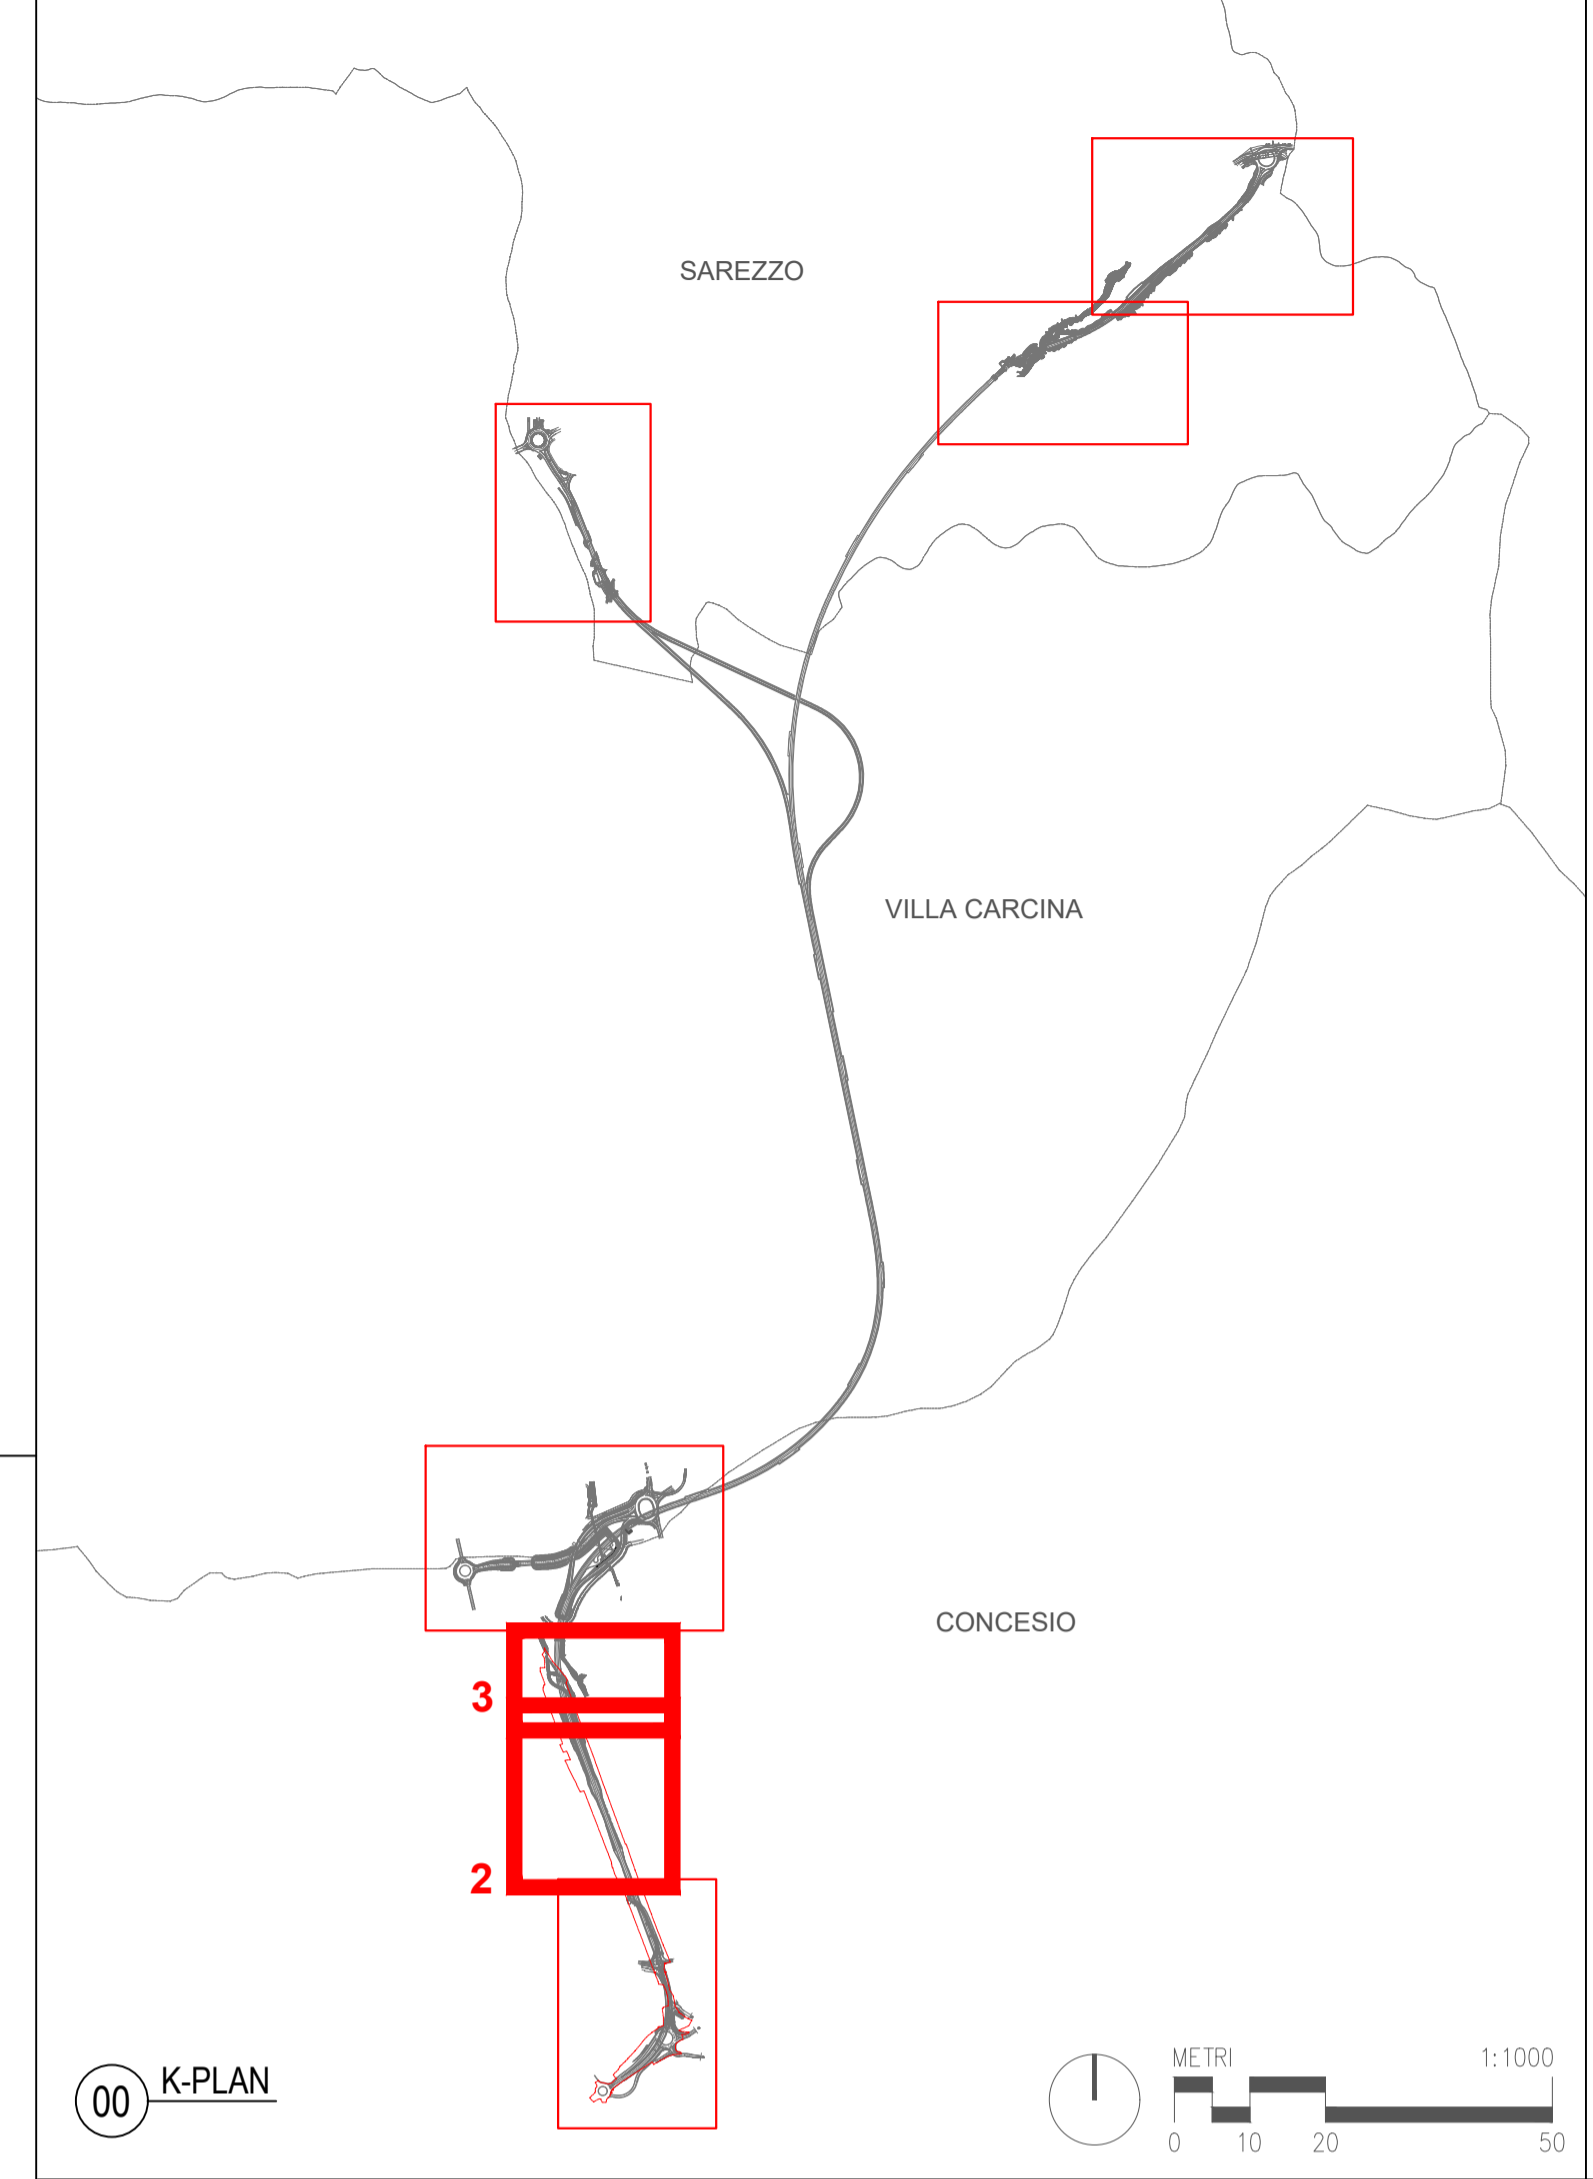 SAREZZO
VILLA CARCINA
CONCESIO
3
2
00 K-PLAN
METRI 1:1000
0 10 20 50